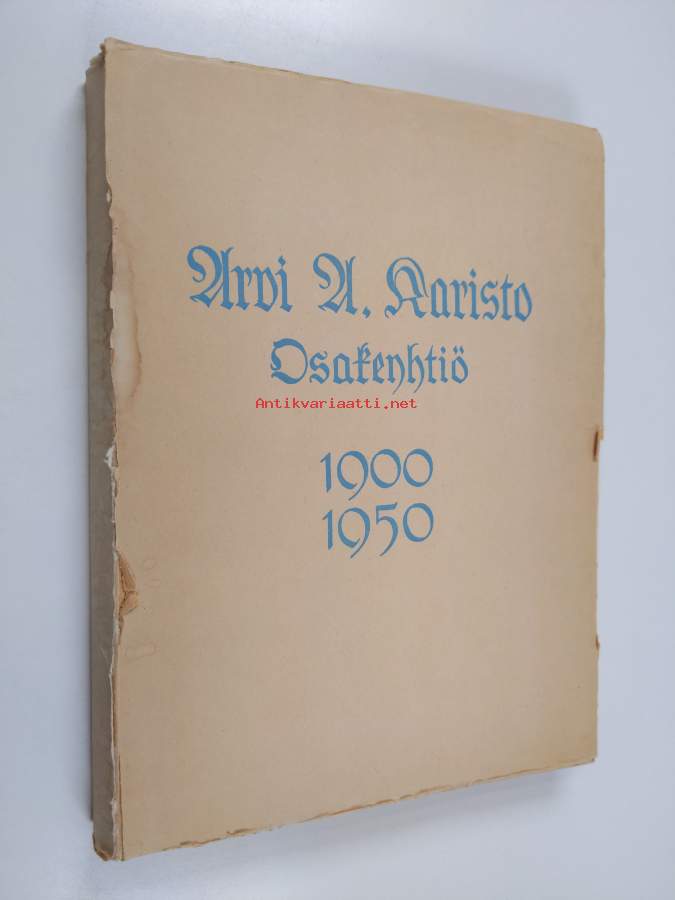 Arvi A. Karisto
Osakeyhtiö
Antikvariaatti.net
1900
1950